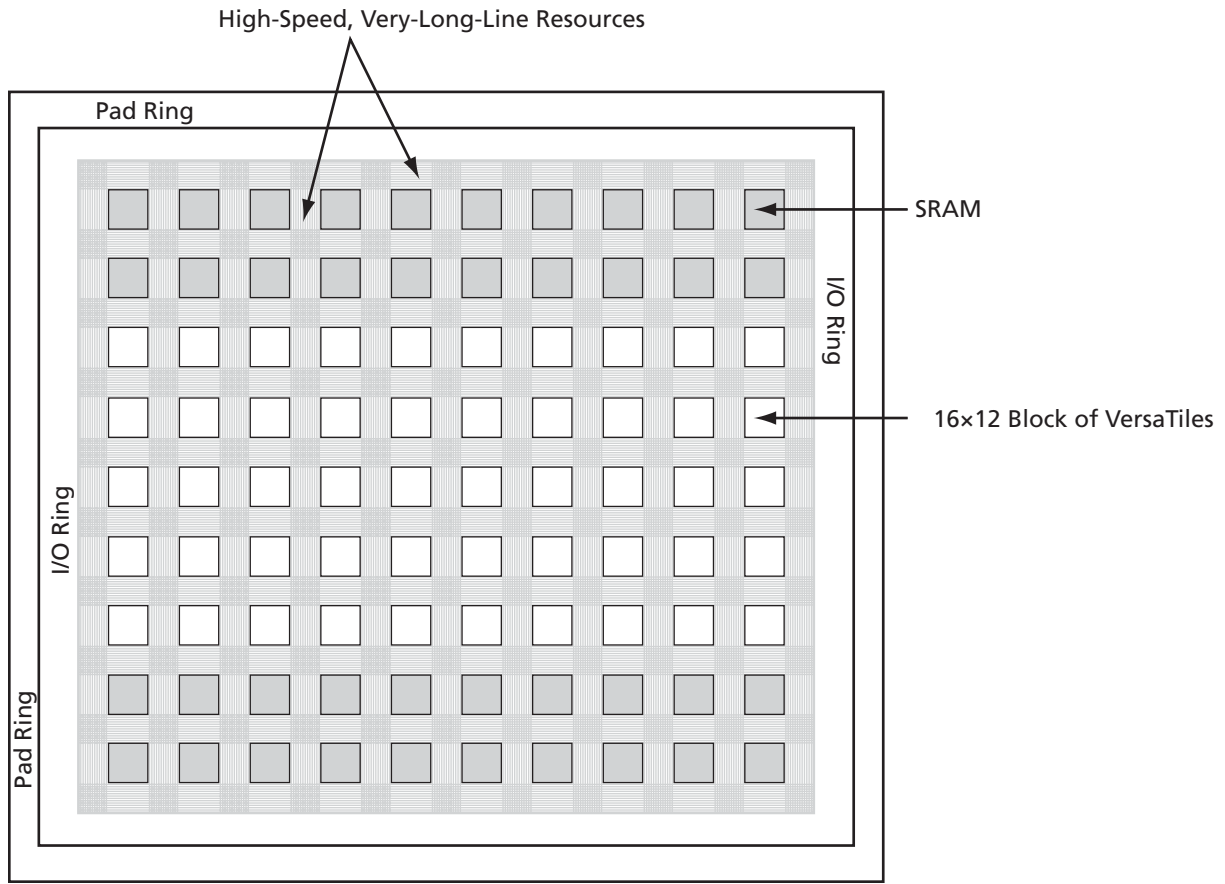 High-Speed, Very-Long-Line Resources
Pad Ring
SRAM
I/O Ring
16×12 Block of VersaTiles
I/O Ring
Pad Ring